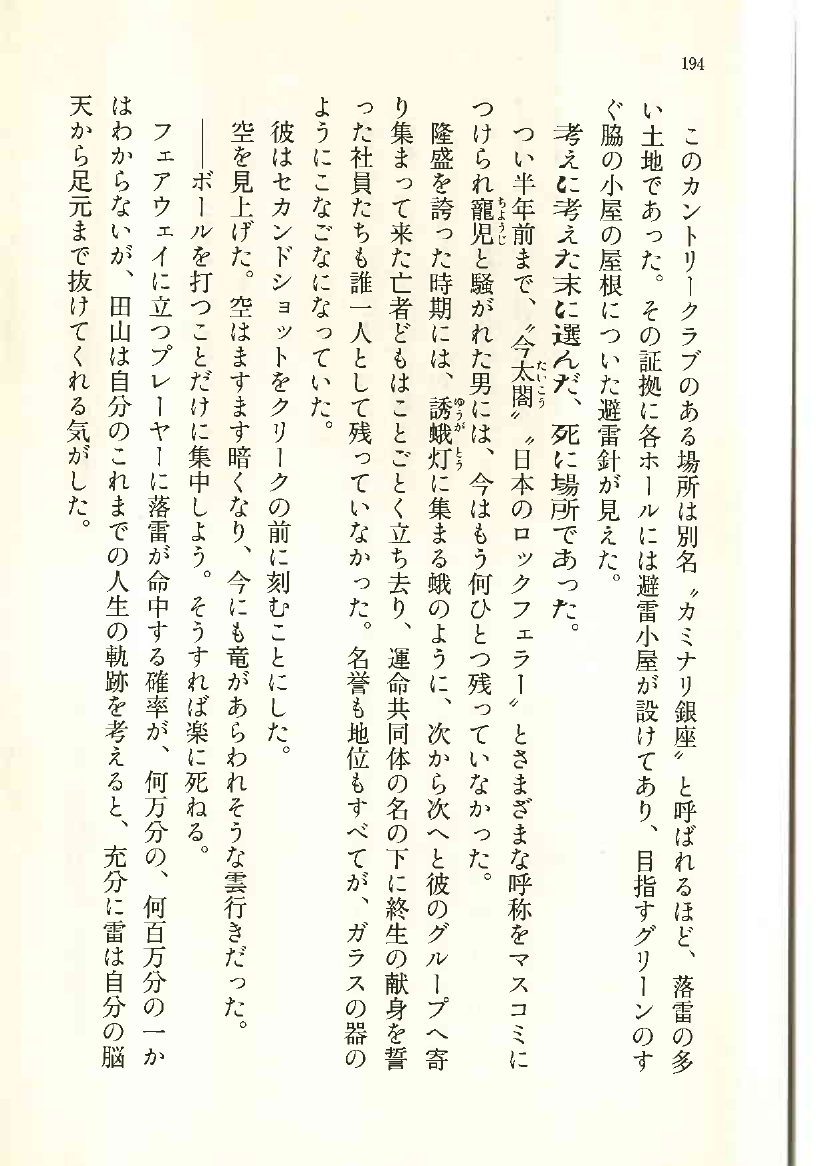 194
このカントリークラブのある場所は別名〝カミナリ銀座〟と呼ばれるほど、落雷の多
い土地であった。その証拠に各ホールには避雷小屋が設けてあり、目指すグリーンのす
ぐ脇の小屋の屋根についた避雷針が見えた。
考えに考えた末に選んだ、死に場所であった。
つい半年前まで、〝今太閤〟〝日本のロックフェラー〟とさまざまな呼称をマスコミに
つけられ寵児と騒がれた男には、今はもう何ひとつ残っていなかった。
隆盛を誇った時期には、誘蛾灯に集まる蛾のように、次から次へと彼のグループへ寄
り集まって来た亡者どもはことごとく立ち去り、運命共同体の名の下に終生の献身を誓
った社員たちも誰一人として残っていなかった。名誉も地位もすべてが、ガラスの器の
ようにこなごなになっていた。
彼はセカンドショットをクリークの前に刻むことにした。
空を見上げた。空はますます暗くなり、今にも竜があらわれそうな雲行きだった。
――ボールを打つことだけに集中しよう。そうすれば楽に死ねる。
フェアウェイに立つプレーヤーに落雷が命中する確率が、何万分の、何百万分の一か
はわからないが、田山は自分のこれまでの人生の軌跡を考えると、充分に雷は自分の脳
天から足元まで抜けてくれる気がした。